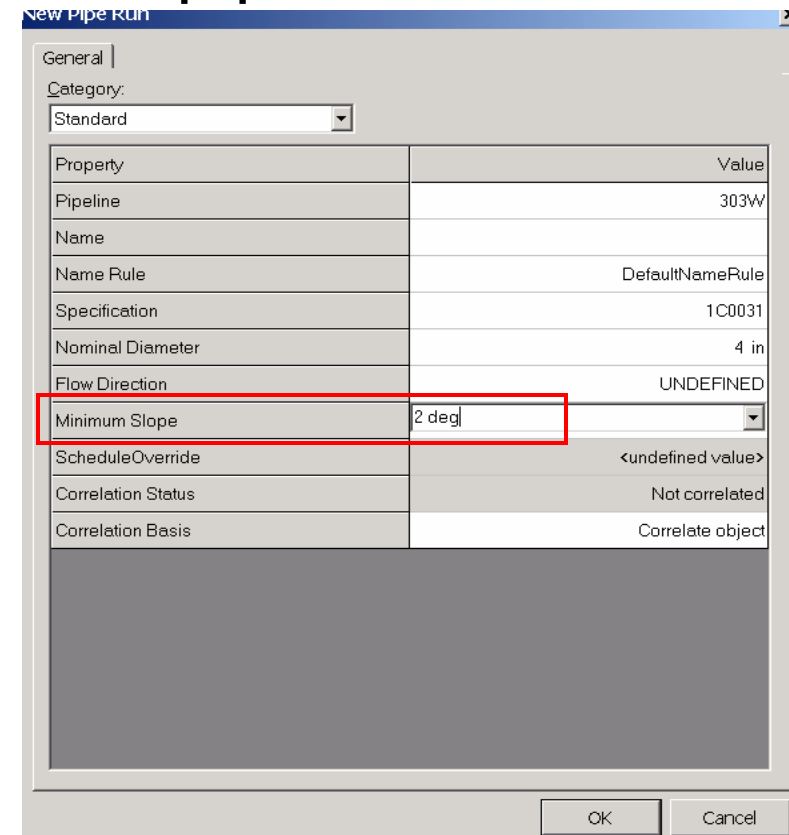 New Pipe Run
General
Category:
Standard
Property Value
Pipeline 303W
Name
Name Rule DefaultNameRule
Specification 1C0031
Nominal Diameter 4 in
Flow Direction UNDEFINED
Minimum Slope 2 deg
ScheduleOverride <undefined value>
Correlation Status Not correlated
Correlation Basis Correlate object
OK Cancel